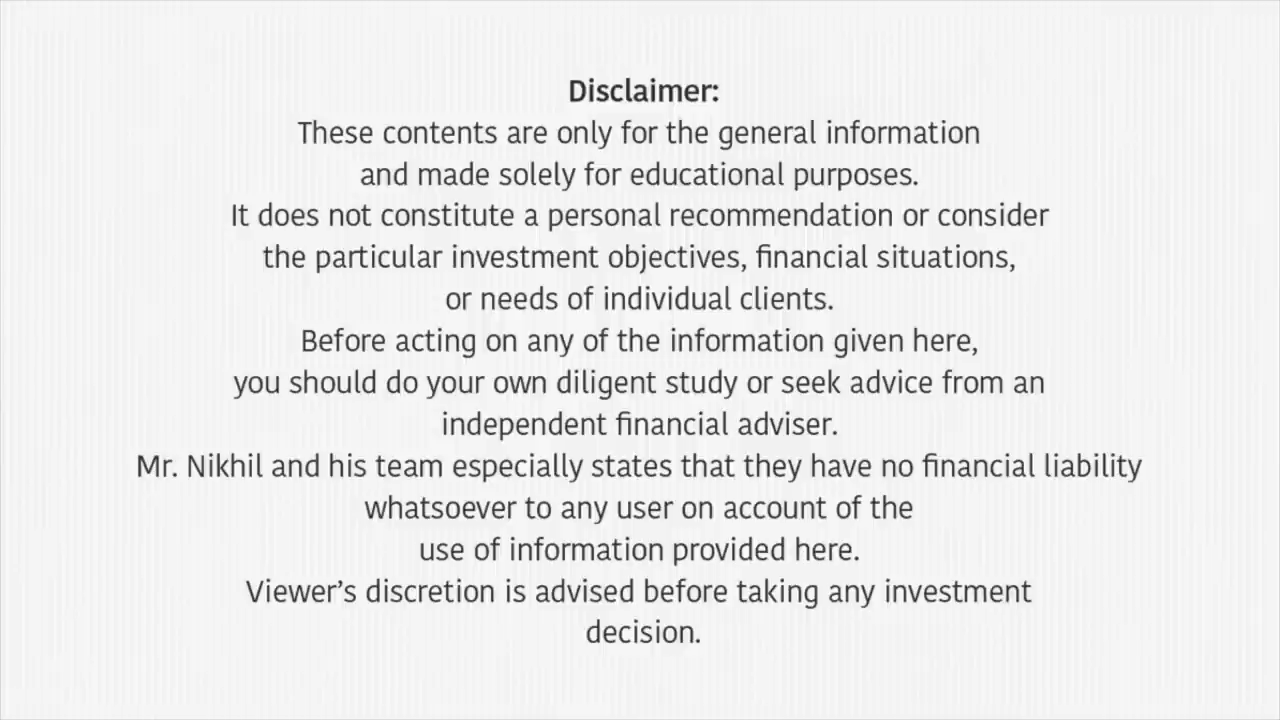 Disclaimer:
These contents are only for the general information
and made solely for educational purposes.
It does not constitute a personal recommendation or consider
the particular investment objectives, financial situations,
or needs of individual clients.
Before acting on any of the information given here,
you should do your own diligent study or seek advice from an
independent financial adviser.
Mr. Nikhil and his team especially states that they have no financial liability
whatsoever to any user on account of the
use of information provided here.
Viewer’s discretion is advised before taking any investment
decision.